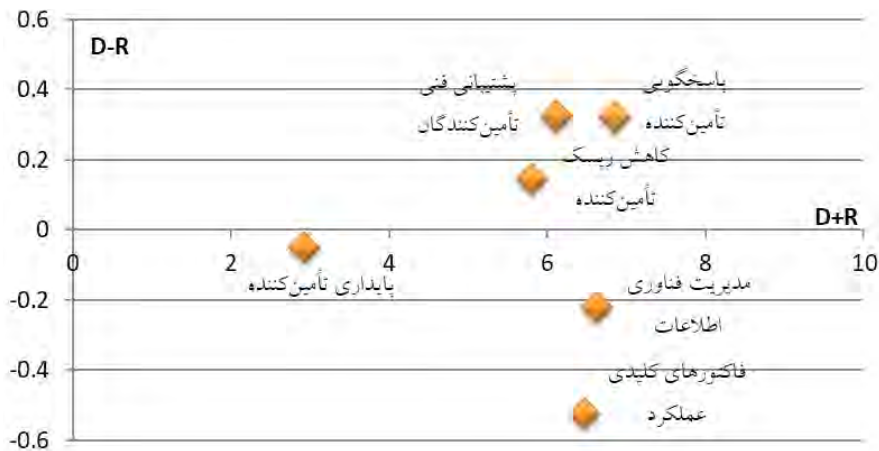 0.6
D-R
0.4
پشتیبانی فنی
تأمین‌کنندگان
پاسخگویی
تأمین‌کننده
0.2
کاهش ریسک
تأمین‌کننده
0
D+R
0
2
4
6
8
10
پایداری تأمین‌کننده
مدیریت فناوری
اطلاعات
-0.2
-0.4
فاکتورهای کلیدی
عملکرد
-0.6